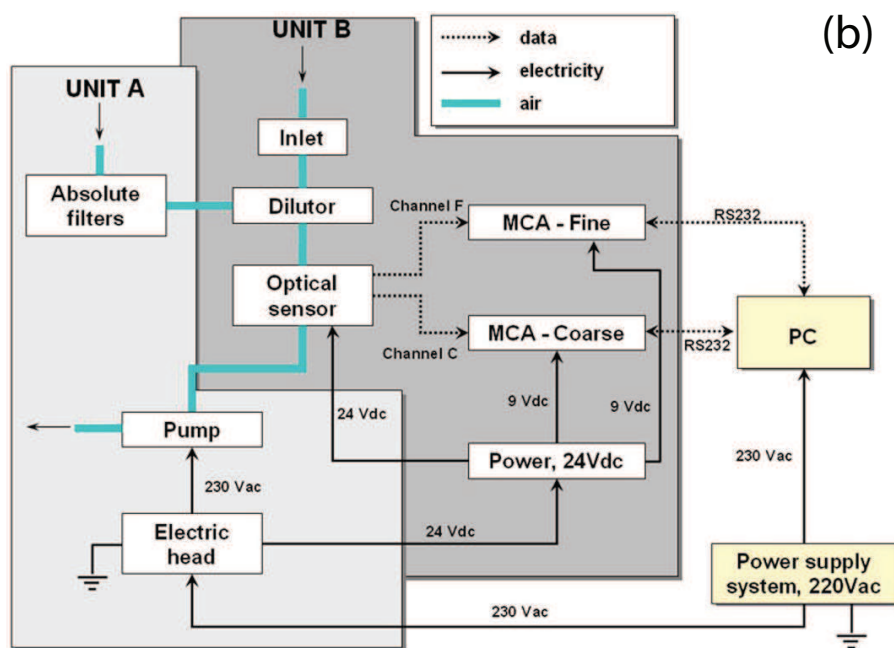 (b)
UNIT B
data
electricity
air
UNIT A
Inlet
Absolute
filters
Dilutor
Channel F
MCA - Fine
RS232
Optical
sensor
MCA - Coarse
Channel C
RS232
PC
24 Vdc
9 Vdc
9 Vdc
Pump
Power, 24Vdc
230 Vac
230 Vac
Electric
head
24 Vdc
Power supply
system, 220Vac
230 Vac